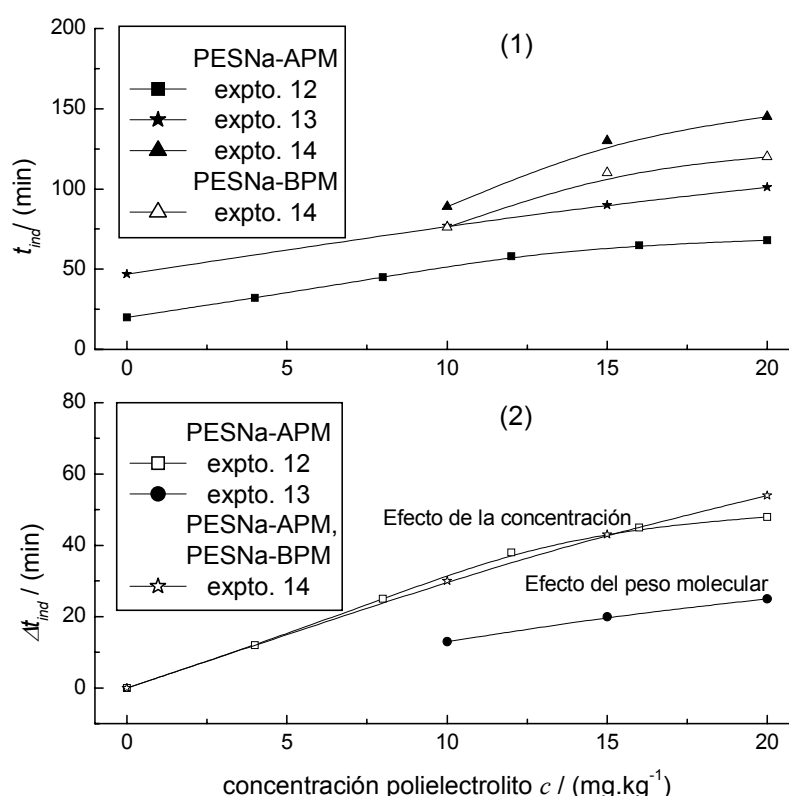 (1)
PESNa-APM
expto. 12
expto. 13
expto. 14
PESNa-BPM
expto. 14
200
150
100
50
0
t_ind / (min)
0 5 10 15 20
(2)
PESNa-APM
expto. 12
expto. 13
PESNa-APM,
PESNa-BPM
expto. 14
Efecto de la concentración
Efecto del peso molecular
80
60
40
20
0
Δt_ind / (min)
0 5 10 15 20
concentración polielectrolito c / (mg.kg⁻¹)